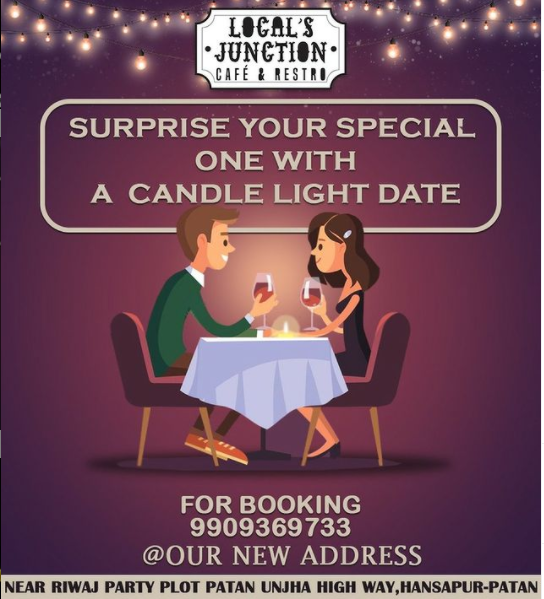 LOCAL'S
JUNCTION
CAFÉ & RESTRO
SURPRISE YOUR SPECIAL
ONE WITH
A CANDLE LIGHT DATE
FOR BOOKING
9909369733
@OUR NEW ADDRESS
NEAR RIWAJ PARTY PLOT PATAN UNJHA HIGH WAY,HANSAPUR-PATAN